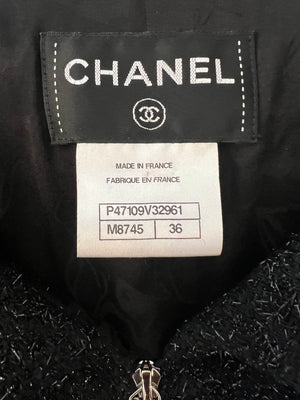 CHANEL
MADE IN FRANCE
FABRIQUE EN FRANCE
P47109V32961
M8745 36